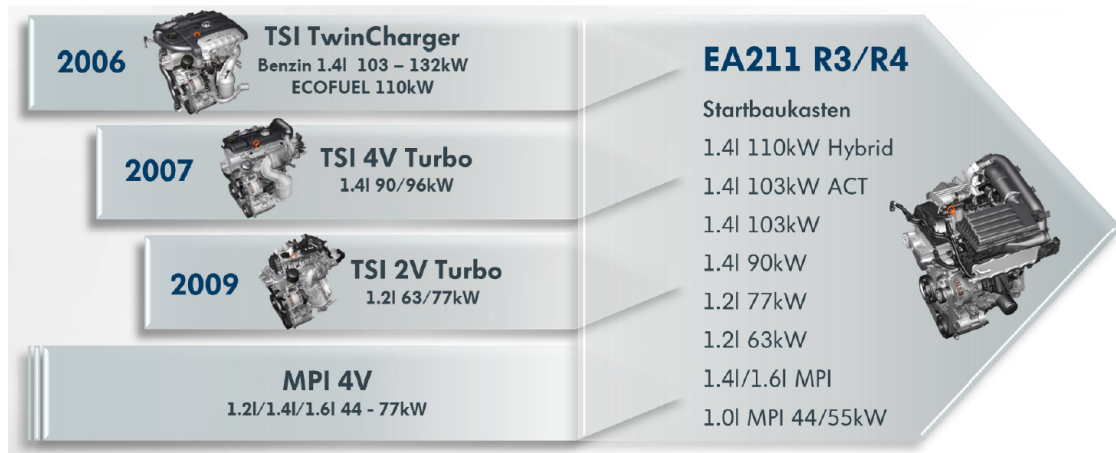 2006
TSI TwinCharger
Benzin 1.4l 103 – 132kW
ECOFUEL 110kW
2007
TSI 4V Turbo
1.4l 90/96kW
2009
TSI 2V Turbo
1.2l 63/77kW
MPI 4V
1.2l/1.4l/1.6l 44 - 77kW
EA211 R3/R4
Startbaukasten
1.4l 110kW Hybrid
1.4l 103kW ACT
1.4l 103kW
1.4l 90kW
1.2l 77kW
1.2l 63kW
1.4l/1.6l MPI
1.0l MPI 44/55kW